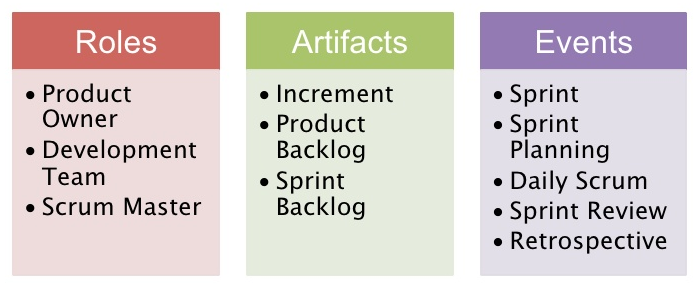 Roles
• Product
Owner
• Development
Team
• Scrum Master
Artifacts
• Increment
• Product
Backlog
• Sprint
Backlog
Events
• Sprint
• Sprint
Planning
• Daily Scrum
• Sprint Review
• Retrospective